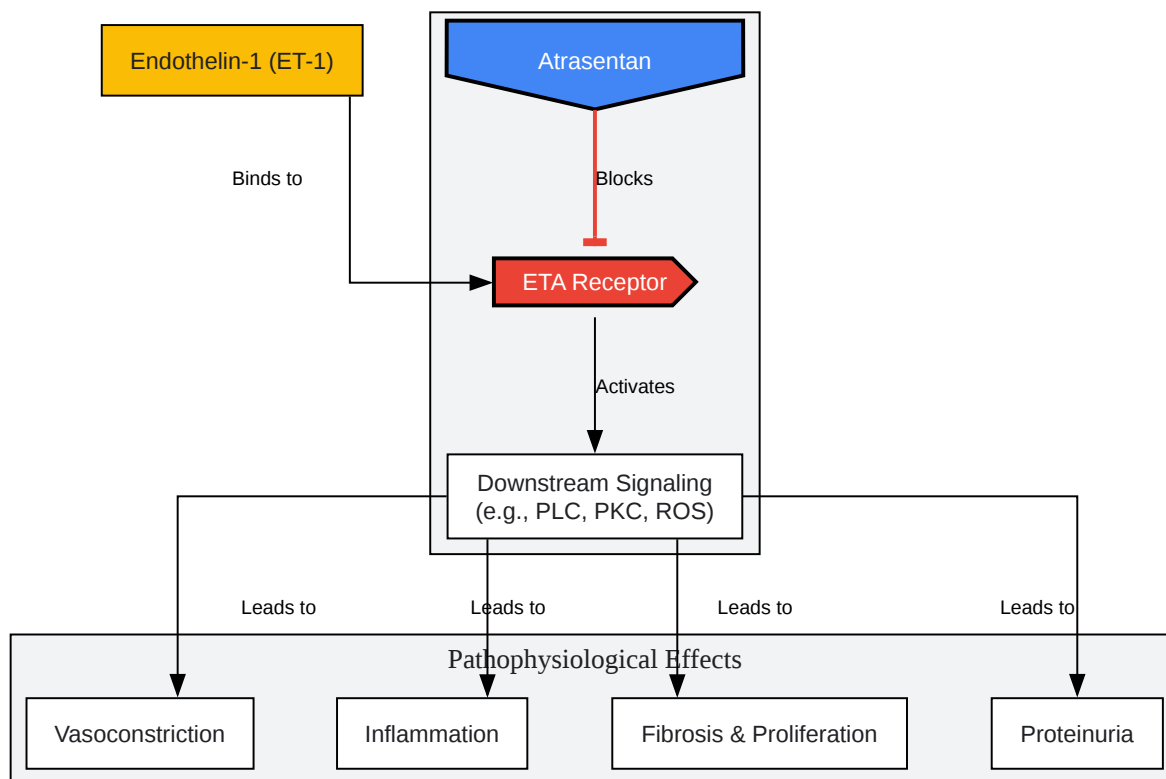 Endothelin-1 (ET-1)
Atrasentan
Binds to
Blocks
ETA Receptor
Activates
Downstream Signaling
(e.g., PLC, PKC, ROS)
Leads to
Leads to
Leads to
Leads to
Pathophysiological Effects
Vasoconstriction
Inflammation
Fibrosis & Proliferation
Proteinuria